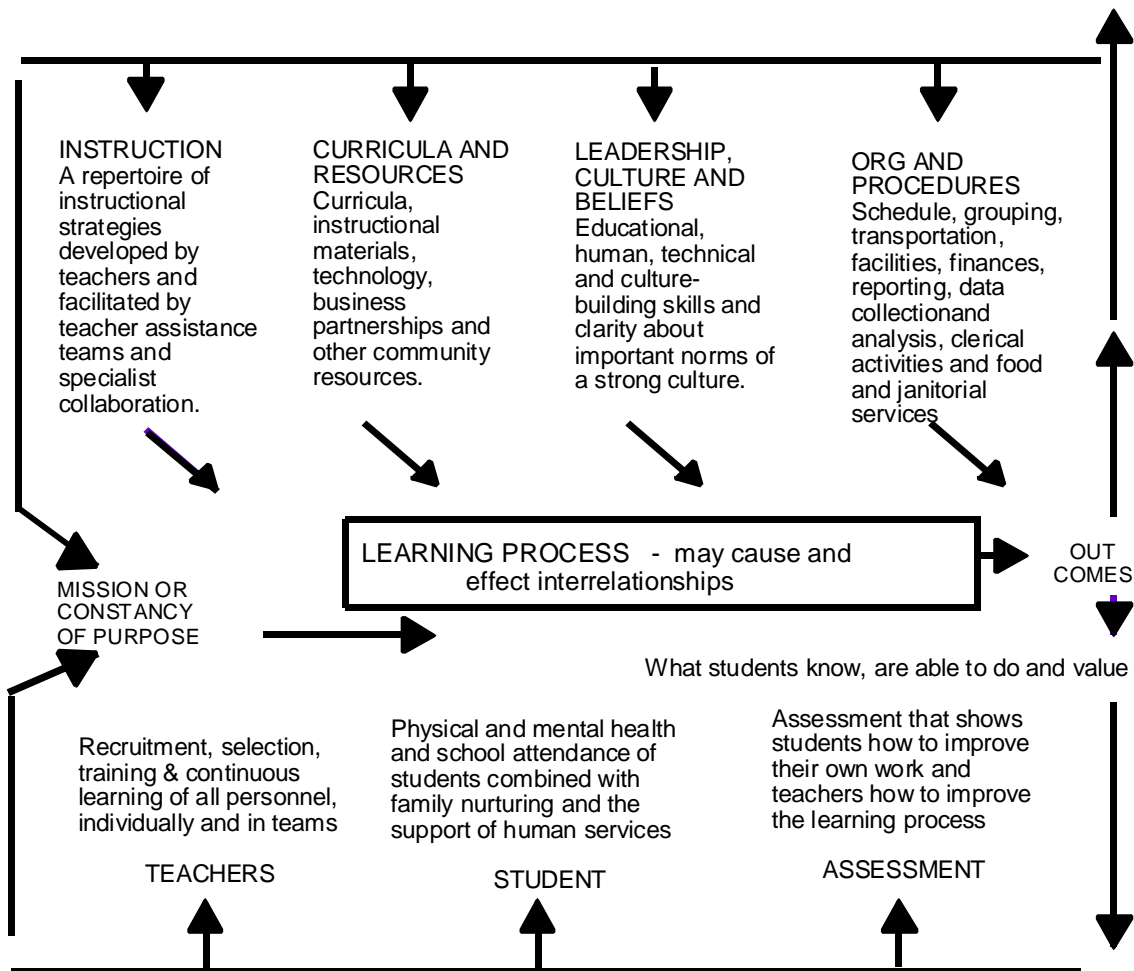 INSTRUCTION
A repertoire of
instructional
strategies
developed by
teachers and
facilitated by
teacher assistance
teams and
specialist
collaboration.
CURRICULA AND
RESOURCES
Curricula,
instructional
materials,
technology,
business
partnerships and
other community
resources.
LEADERSHIP,
CULTURE AND
BELIEFS
Educational,
human, technical
and culture-
building skills and
clarity about
important norms of
a strong culture.
ORG AND
PROCEDURES
Schedule, grouping,
transportation,
facilities, finances,
reporting, data
collectionand
analysis, clerical
activities and food
and janitorial
services
LEARNING PROCESS - may cause and
effect interrelationships
OUT
COMES
MISSION OR
CONSTANCY
OF PURPOSE
What students know, are able to do and value
Recruitment, selection,
training & continuous
learning of all personnel,
individually and in teams
TEACHERS
Physical and mental health
and school attendance of
students combined with
family nurturing and the
support of human services
STUDENT
Assessment that shows
students how to improve
their own work and
teachers how to improve
the learning process
ASSESSMENT